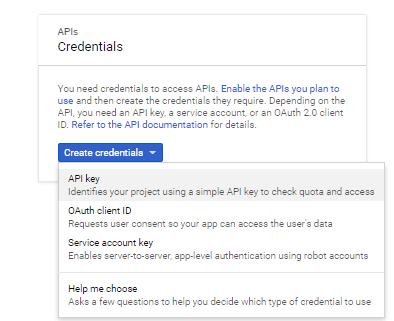 APIs
Credentials
You need credentials to access APIs. Enable the APIs you plan to
use and then create the credentials they require. Depending on the
API, you need an API key, a service account, or an OAuth 2.0 client
ID. Refer to the API documentation for details.
Create credentials
API key
Identifies your project using a simple API key to check quota and access
OAuth client ID
Requests user consent so your app can access the user's data
Service account key
Enables server-to-server, app-level authentication using robot accounts
Help me choose
Asks a few questions to help you decide which type of credential to use